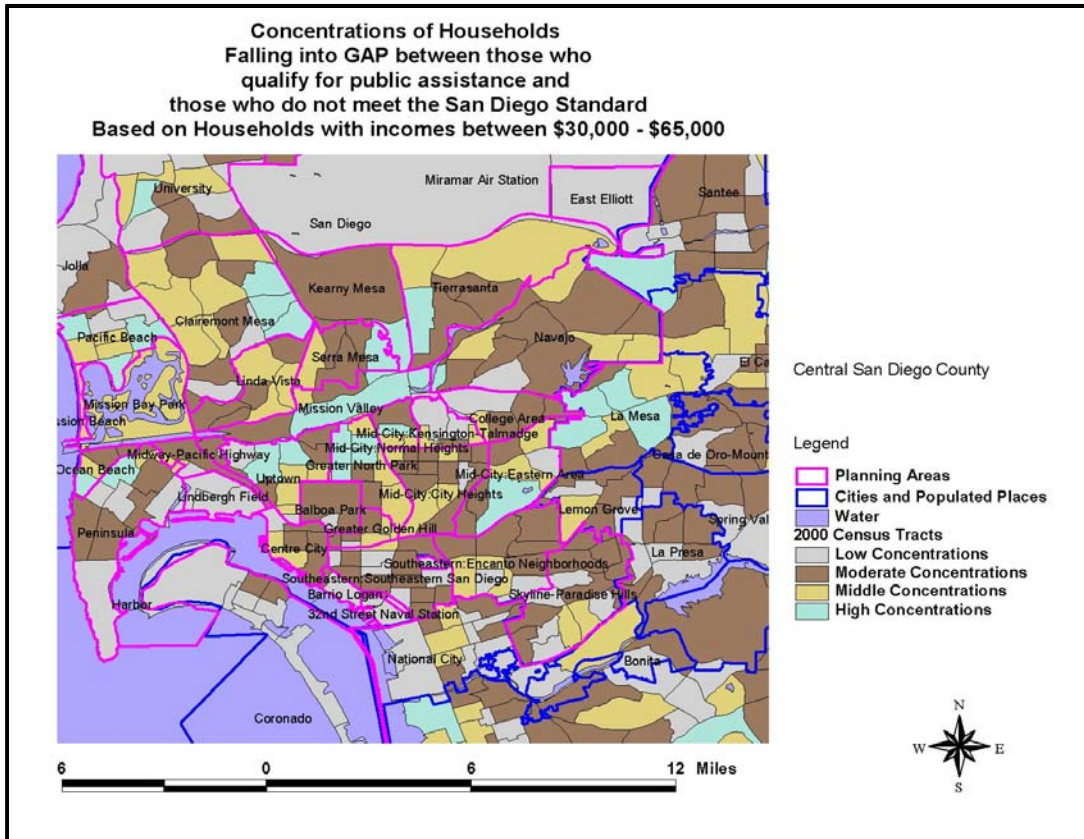 Concentrations of Households
Falling into GAP between those who
qualify for public assistance and
those who do not meet the San Diego Standard
Based on Households with incomes between $30,000 - $65,000
University
Miramar Air Station
East Elliott
Santee
San Diego
Jolla
Kearny Mesa
Tierrasanta
Clairemont Mesa
Pacific Beach
Navajo
Serra Mesa
El Ca
Linda Vista
Mission Bay Park
Mission Valley
College Area
La Mesa
ssion Beach
Mid-City:Kensington-Talmadge
Mid-City:Normal Heights
Midway-Pacific Highway
Casa de Oro-Mount
Ocean Beach
Greater North Park
Uptown
Mid-City:Eastern Area
Lindbergh Field
Mid-City:City Heights
Balboa Park
Lemon Grove
Spring Val
Peninsula
Greater Golden Hill
Centre City
La Presa
Southeastern:Encanto Neighborhoods
Southeastern:Southeastern San Diego
Barrio Logan
Skyline-Paradise Hills
Harbor
32nd Street Naval Station
National City
Bonita
Coronado
Central San Diego County
Legend
Planning Areas
Cities and Populated Places
Water
2000 Census Tracts
Low Concentrations
Moderate Concentrations
Middle Concentrations
High Concentrations
N
W E
S
6 0 6 12 Miles